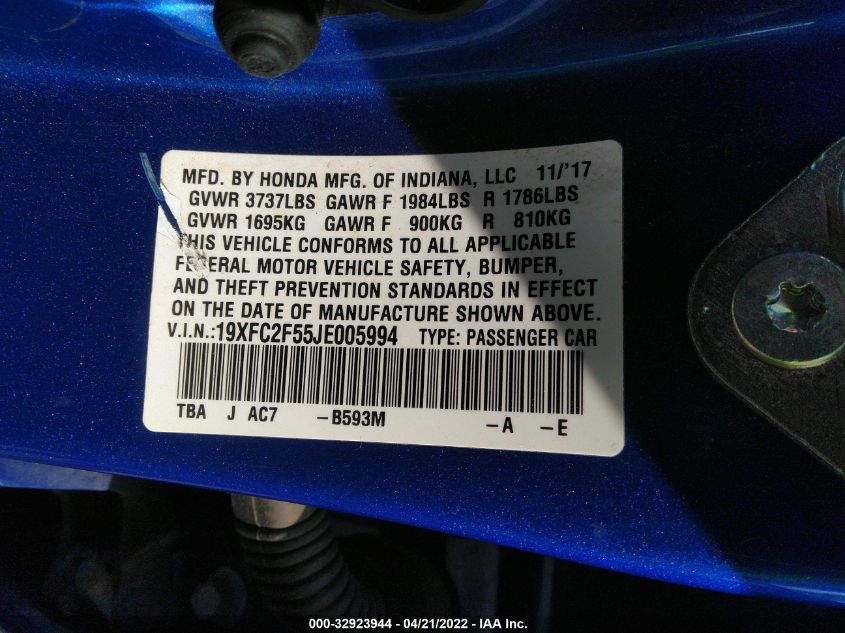 MFD. BY HONDA MFG. OF INDIANA, LLC 11/'17
GVWR 3737LBS GAWR F 1984LBS R 1786LBS
GVWR 1695KG GAWR F 900KG R 810KG
THIS VEHICLE CONFORMS TO ALL APPLICABLE
FEDERAL MOTOR VEHICLE SAFETY, BUMPER,
AND THEFT PREVENTION STANDARDS IN EFFECT
ON THE DATE OF MANUFACTURE SHOWN ABOVE.
V.I.N.:19XFC2F55JE005994 TYPE: PASSENGER CAR
TBA J AC7 -B593M -A -E
000-32923944 - 04/21/2022 - IAA Inc.